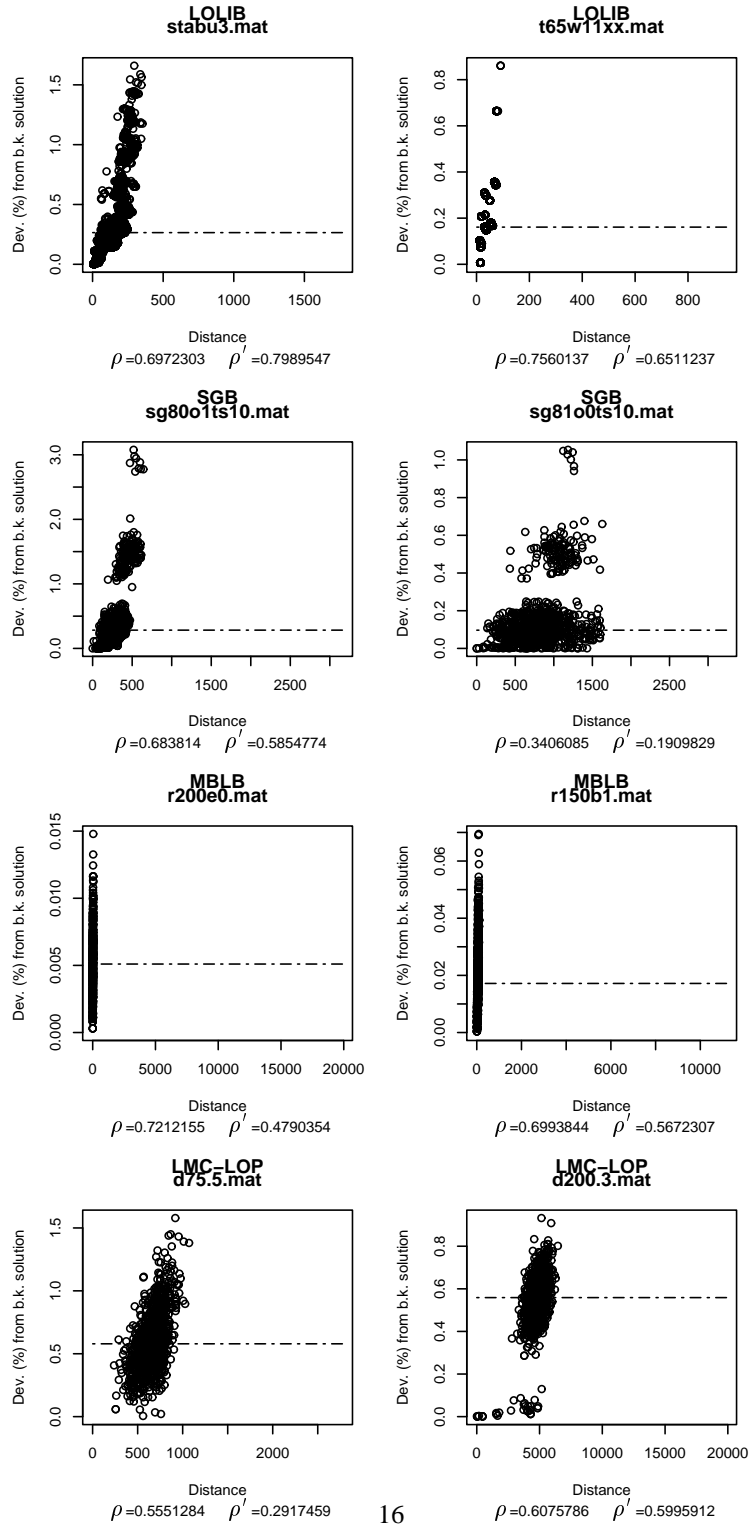 LOLIB
stabu3.mat
Dev. (%) from b.k. solution
0.0 0.5 1.0 1.5
0 500 1000 1500
Distance
ρ=0.6972303 ρ′=0.7989547
LOLIB
t65w11xx.mat
Dev. (%) from b.k. solution
0.0 0.2 0.4 0.6 0.8
0 200 400 600 800
Distance
ρ=0.7560137 ρ′=0.6511237
SGB
sg80o1ts10.mat
Dev. (%) from b.k. solution
0.0 1.0 2.0 3.0
0 500 1500 2500
Distance
ρ=0.683814 ρ′=0.5854774
SGB
sg81o0ts10.mat
Dev. (%) from b.k. solution
0.0 0.2 0.4 0.6 0.8 1.0
0 500 1500 2500
Distance
ρ=0.3406085 ρ′=0.1909829
MBLB
r200e0.mat
Dev. (%) from b.k. solution
0.000 0.005 0.010 0.015
0 5000 10000 15000 20000
Distance
ρ=0.7212155 ρ′=0.4790354
MBLB
r150b1.mat
Dev. (%) from b.k. solution
0.00 0.02 0.04 0.06
0 2000 6000 10000
Distance
ρ=0.6993844 ρ′=0.5672307
LMC−LOP
d75.5.mat
Dev. (%) from b.k. solution
0.0 0.5 1.0 1.5
0 500 1000 2000
Distance
ρ=0.5551284 ρ′=0.2917459
LMC−LOP
d200.3.mat
Dev. (%) from b.k. solution
0.0 0.2 0.4 0.6 0.8
0 5000 10000 15000 20000
Distance
ρ=0.6075786 ρ′=0.5995912
16